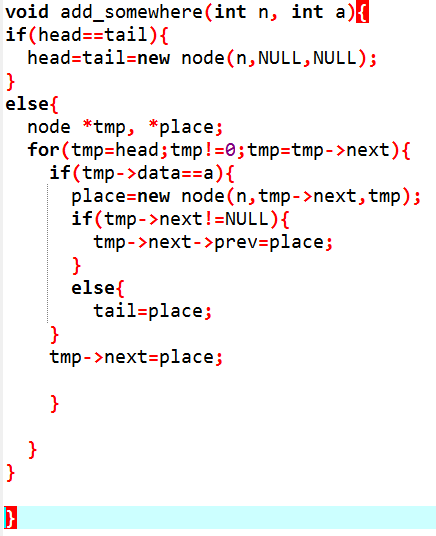 void add_somewhere(int n, int a){
if(head==tail){
  head=tail=new node(n,NULL,NULL);
}
else{
  node *tmp, *place;
  for(tmp=head;tmp!=0;tmp=tmp->next){
    if(tmp->data==a){
      place=new node(n,tmp->next,tmp);
      if(tmp->next!=NULL){
        tmp->next->prev=place;
      }
      else{
        tail=place;
    }
    tmp->next=place;
    }
  }
}
}